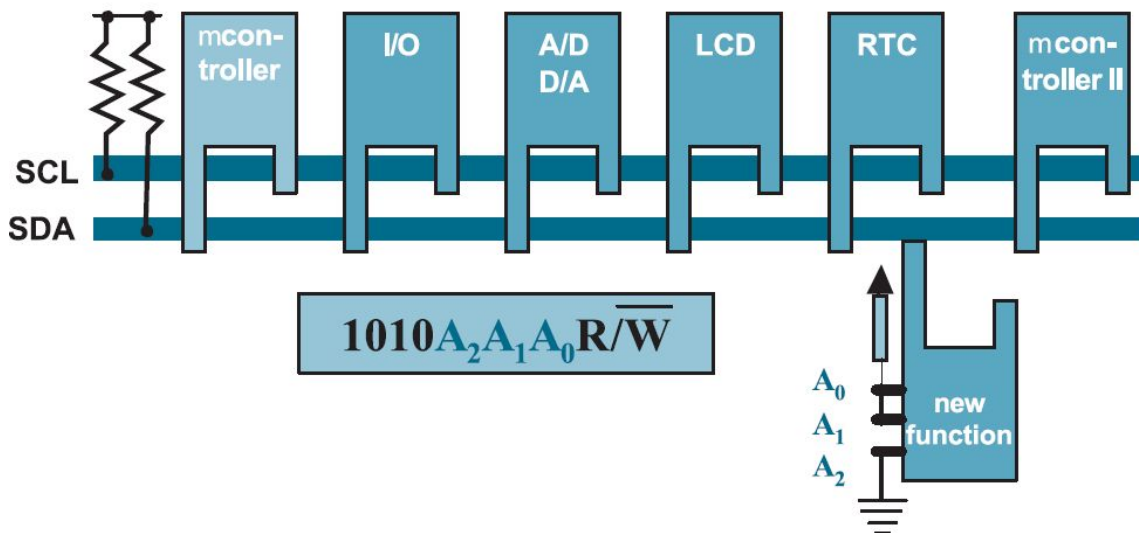 mcon-
troller
I/O
A/D
D/A
LCD
RTC
mcon-
troller II
SCL
SDA
1010A₂A₁A₀R/W̅
A₀
A₁
A₂
new
function